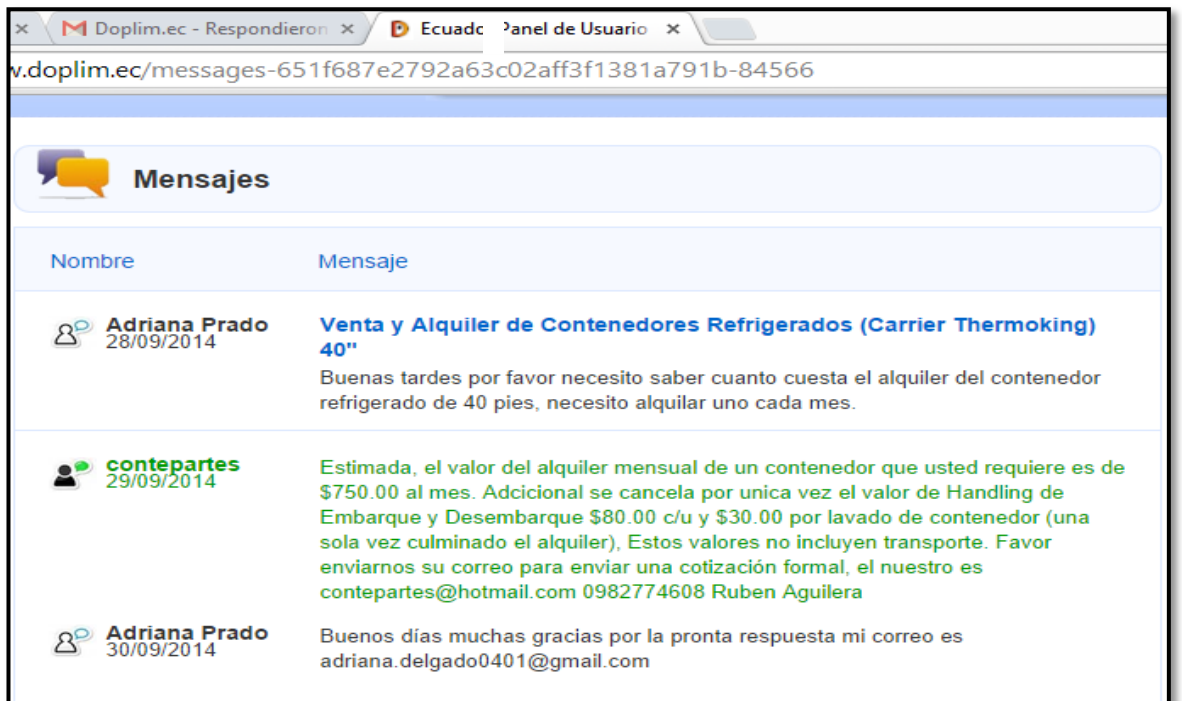 Doplim.ec - Respondieron
Ecuado Panel de Usuario
w.doplim.ec/messages-651f687e2792a63c02aff3f1381a791b-84566
Mensajes
Nombre Mensaje
Adriana Prado
28/09/2014
Venta y Alquiler de Contenedores Refrigerados (Carrier Thermoking)
40"
Buenas tardes por favor necesito saber cuanto cuesta el alquiler del contenedor
refrigerado de 40 pies, necesito alquilar uno cada mes.
contepartes
29/09/2014
Estimada, el valor del alquiler mensual de un contenedor que usted requiere es de
$750.00 al mes. Adcicional se cancela por unica vez el valor de Handling de
Embarque y Desembarque $80.00 c/u y $30.00 por lavado de contenedor (una
sola vez culminado el alquiler), Estos valores no incluyen transporte. Favor
enviarnos su correo para enviar una cotización formal, el nuestro es
contepartes@hotmail.com 0982774608 Ruben Aguilera
Adriana Prado
30/09/2014
Buenos días muchas gracias por la pronta respuesta mi correo es
adriana.delgado0401@gmail.com